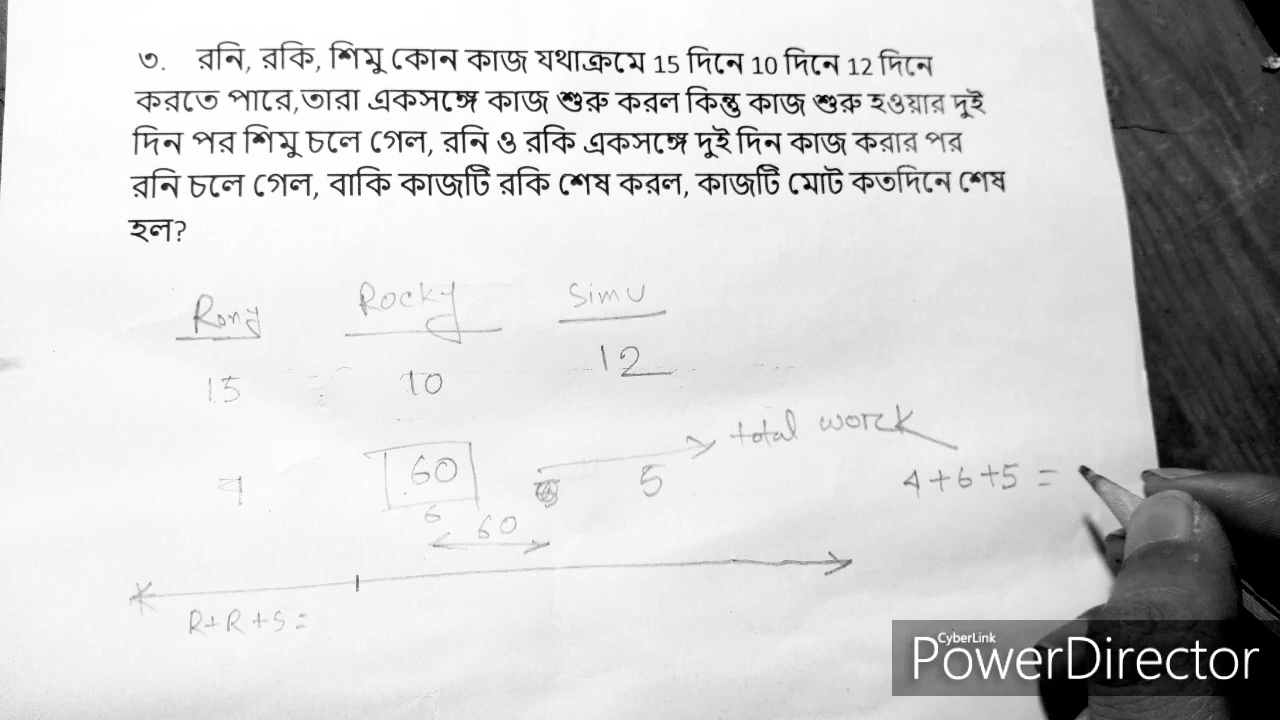 ৩. রনি, রকি, শিমু কোন কাজ যথাক্রমে 15 দিনে 10 দিনে 12 দিনে
করতে পারে,তারা একসঙ্গে কাজ শুরু করল কিন্তু কাজ শুরু হওয়ার দুই
দিন পর শিমু চলে গেল, রনি ও রকি একসঙ্গে দুই দিন কাজ করার পর
রনি চলে গেল, বাকি কাজটি রকি শেষ করল, কাজটি মোট কতদিনে শেষ
হল?
Rony Rocky Simu
15 10 12
total work
4 60 5 4+6+5 =
6
60
R+R+S=
CyberLink
PowerDirector